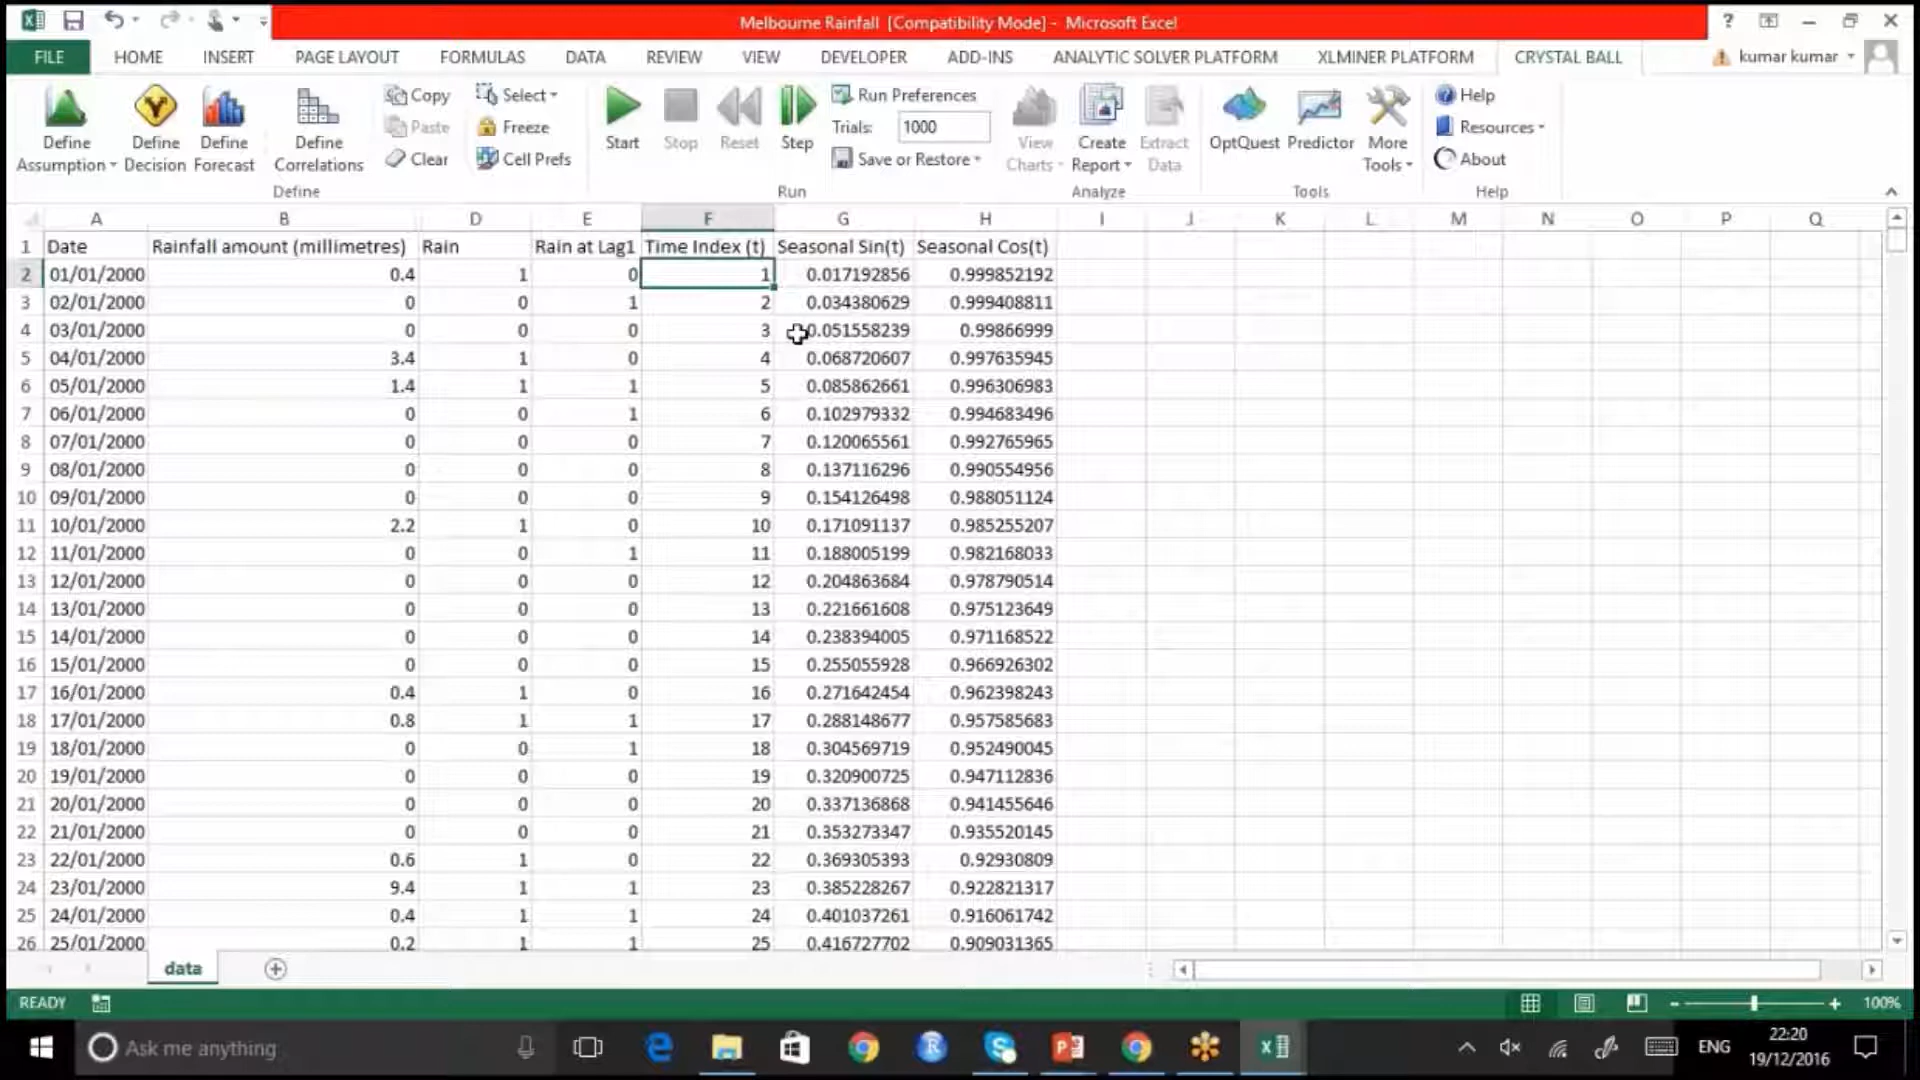 Melbourne Rainfall [Compatibility Mode] - Microsoft Excel
?
FILE HOME INSERT PAGE LAYOUT FORMULAS DATA REVIEW VIEW DEVELOPER ADD-INS ANALYTIC SOLVER PLATFORM XLMINER PLATFORM CRYSTAL BALL kumar kumar
Define Assumption
Define Decision
Define Forecast
Define Correlations
Copy
Paste
Clear
Select
Freeze
Cell Prefs
Define
Start
Stop
Reset
Step
Run Preferences
Trials: 1000
Save or Restore
Run
View Charts
Create Report
Extract Data
Analyze
OptQuest
Predictor
More Tools
Tools
Help
Resources
About
Help
A B D E F G H I J K L M N O P Q
1 Date Rainfall amount (millimetres) Rain Rain at Lag1 Time Index (t) Seasonal Sin(t) Seasonal Cos(t)
2 01/01/2000 0.4 1 0 1 0.017192856 0.999852192
3 02/01/2000 0 0 1 2 0.034380629 0.999408811
4 03/01/2000 0 0 0 3 0.051558239 0.99866999
5 04/01/2000 3.4 1 0 4 0.068720607 0.997635945
6 05/01/2000 1.4 1 1 5 0.085862661 0.996306983
7 06/01/2000 0 0 1 6 0.102979332 0.994683496
8 07/01/2000 0 0 0 7 0.120065561 0.992765965
9 08/01/2000 0 0 0 8 0.137116296 0.990554956
10 09/01/2000 0 0 0 9 0.154126498 0.988051124
11 10/01/2000 2.2 1 0 10 0.171091137 0.985255207
12 11/01/2000 0 0 1 11 0.188005199 0.982168033
13 12/01/2000 0 0 0 12 0.204863684 0.978790514
14 13/01/2000 0 0 0 13 0.221661608 0.975123649
15 14/01/2000 0 0 0 14 0.238394005 0.971168522
16 15/01/2000 0 0 0 15 0.255055928 0.966926302
17 16/01/2000 0.4 1 0 16 0.271642454 0.962398243
18 17/01/2000 0.8 1 1 17 0.288148677 0.957585683
19 18/01/2000 0 0 1 18 0.304569719 0.952490045
20 19/01/2000 0 0 0 19 0.320900725 0.947112836
21 20/01/2000 0 0 0 20 0.337136868 0.941455646
22 21/01/2000 0 0 0 21 0.353273347 0.935520145
23 22/01/2000 0.6 1 0 22 0.369305393 0.92930809
24 23/01/2000 9.4 1 1 23 0.385228267 0.922821317
25 24/01/2000 0.4 1 1 24 0.401037261 0.916061742
26 25/01/2000 0.2 1 1 25 0.416727702 0.909031365
data
READY 100%
Ask me anything
ENG
22:20
19/12/2016